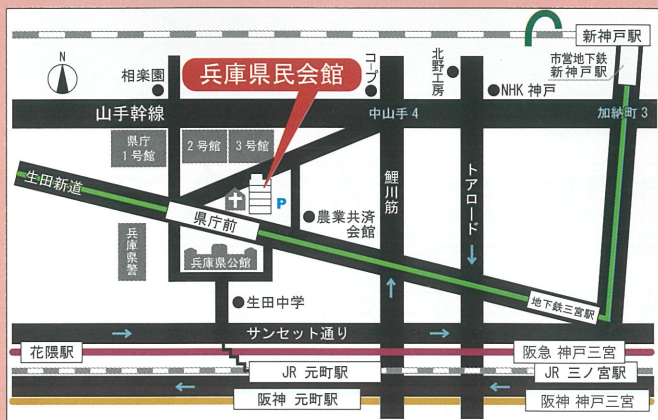 新神戸駅
市営地下鉄
新神戸駅
N
相楽園
兵庫県民会館
コープ
北野工房
NHK 神戸
山手幹線
中山手4
加納町3
県庁
1号館
2号館
3号館
生田新道
P
鯉川筋
トアロード
県庁前
農業共済
会館
兵庫県警
兵庫県公館
生田中学
地下鉄三宮駅
サンセット通り
花隈駅
阪急 神戸三宮
JR 元町駅
JR 三ノ宮駅
阪神 元町駅
阪神 神戸三宮